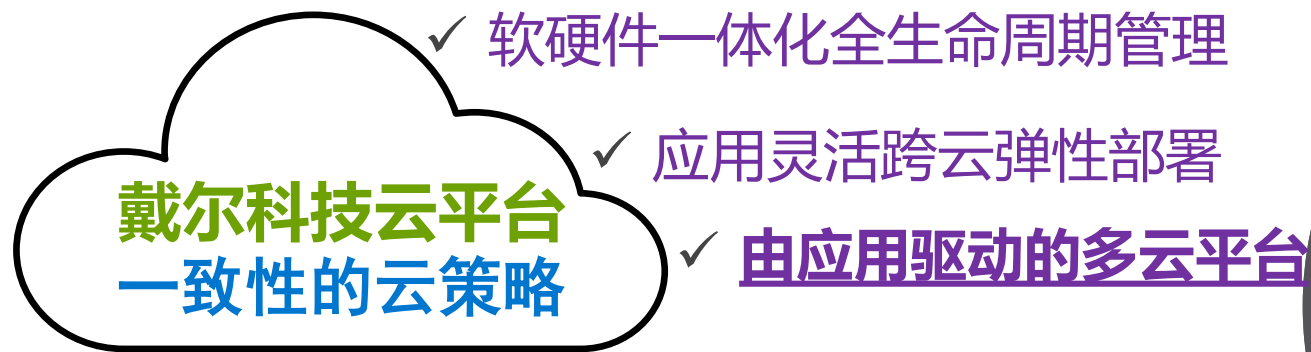 软硬件一体化全生命周期管理
应用灵活跨云弹性部署
戴尔科技云平台
由应用驱动的多云平台
一致性的云策略